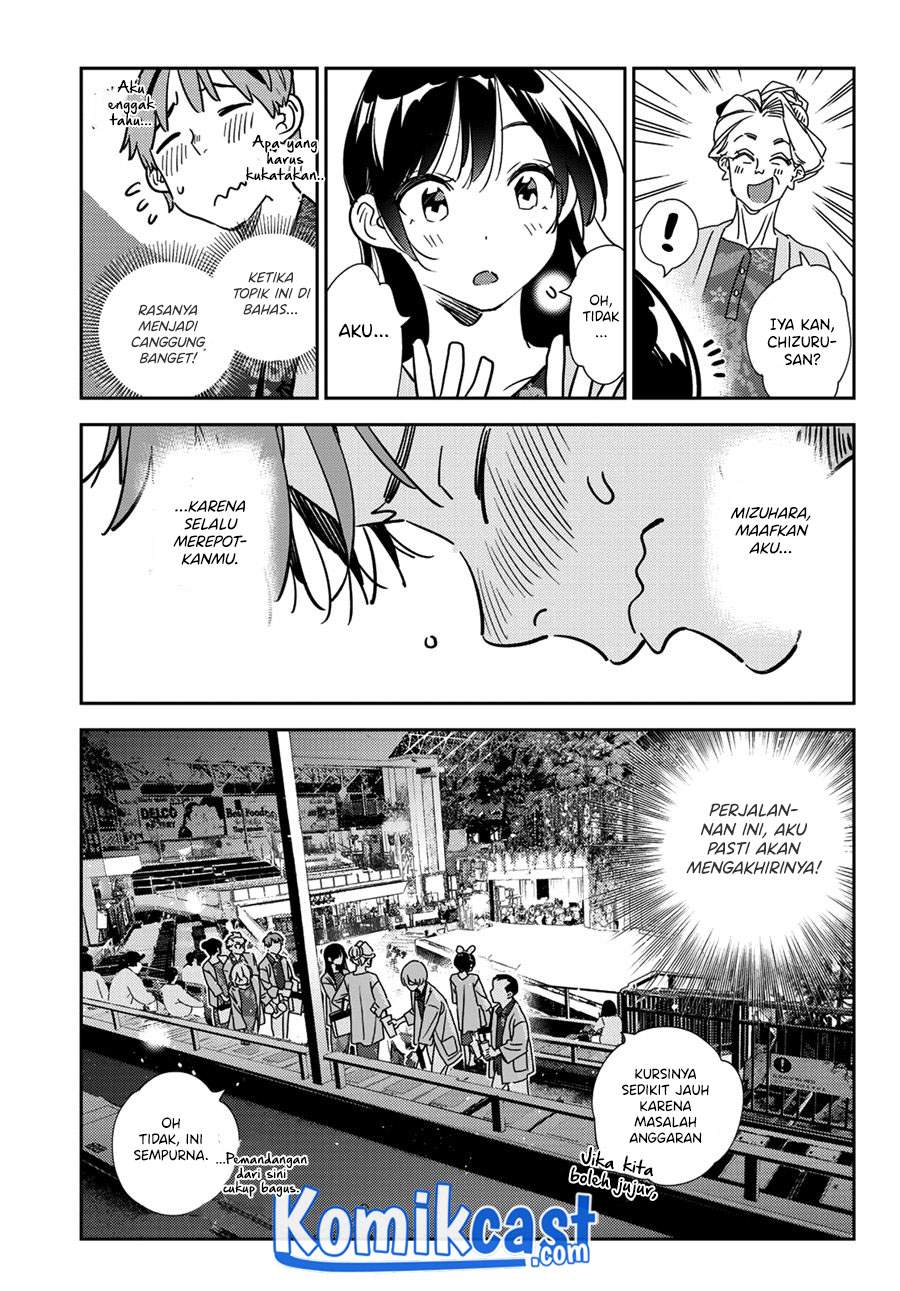 IYA KAN,
CHIZURU-
SAN?
!
OH,
TIDAK
...
AKU...
Apa yang
harus
kukatakan..
Aku
enggak
tahu...
KETIKA
TOPIK INI DI
BAHAS...
RASANYA
MENJADI
CANGGUNG
BANGET!
MIZUHARA,
MAAFKAN
AKU...
...KARENA
SELALU
MEREPOT-
KANMU.
PERJALAN-
NAN INI, AKU
PASTI AKAN
MENGAKHIRINYA!
DELCO
KURSINYA
SEDIKIT JAUH
KARENA
MASALAH
ANGGARAN
Jika kita
boleh jujur,
OH
TIDAK, INI
SEMPURNA.
...Pemandangan
dari sini
cukup bagus.
Komikcast
.com